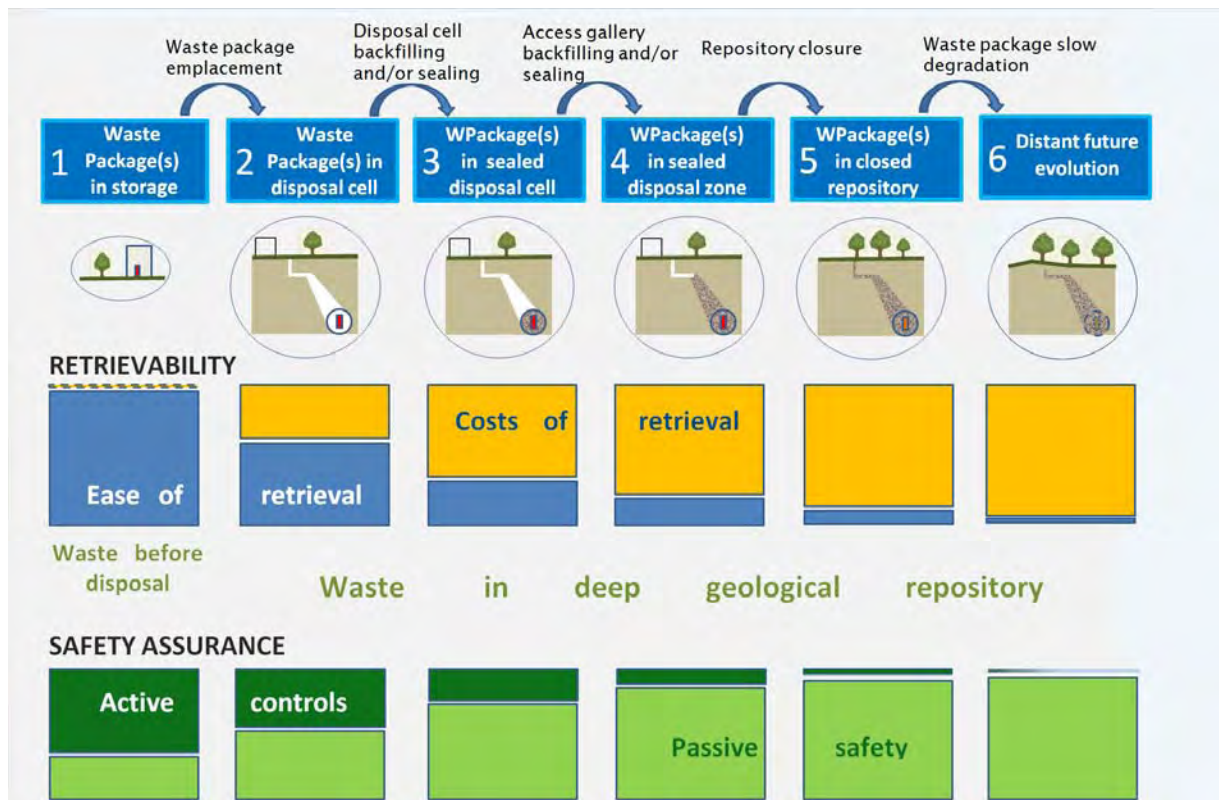 Waste package
emplacement
Disposal cell
backfilling
and/or sealing
Access gallery
backfilling and/or
sealing
Repository closure
Waste package slow
degradation
1
Waste
Package(s)
in storage
2
Waste
Package(s) in
disposal cell
3
WPackage(s)
in sealed
disposal cell
4
WPackage(s)
in sealed
disposal zone
5
WPackage(s)
in closed
repository
6
Distant future
evolution
RETRIEVABILITY
Costs of retrieval
Ease of retrieval
Waste before
disposal
Waste in deep geological repository
SAFETY ASSURANCE
Active controls
Passive safety